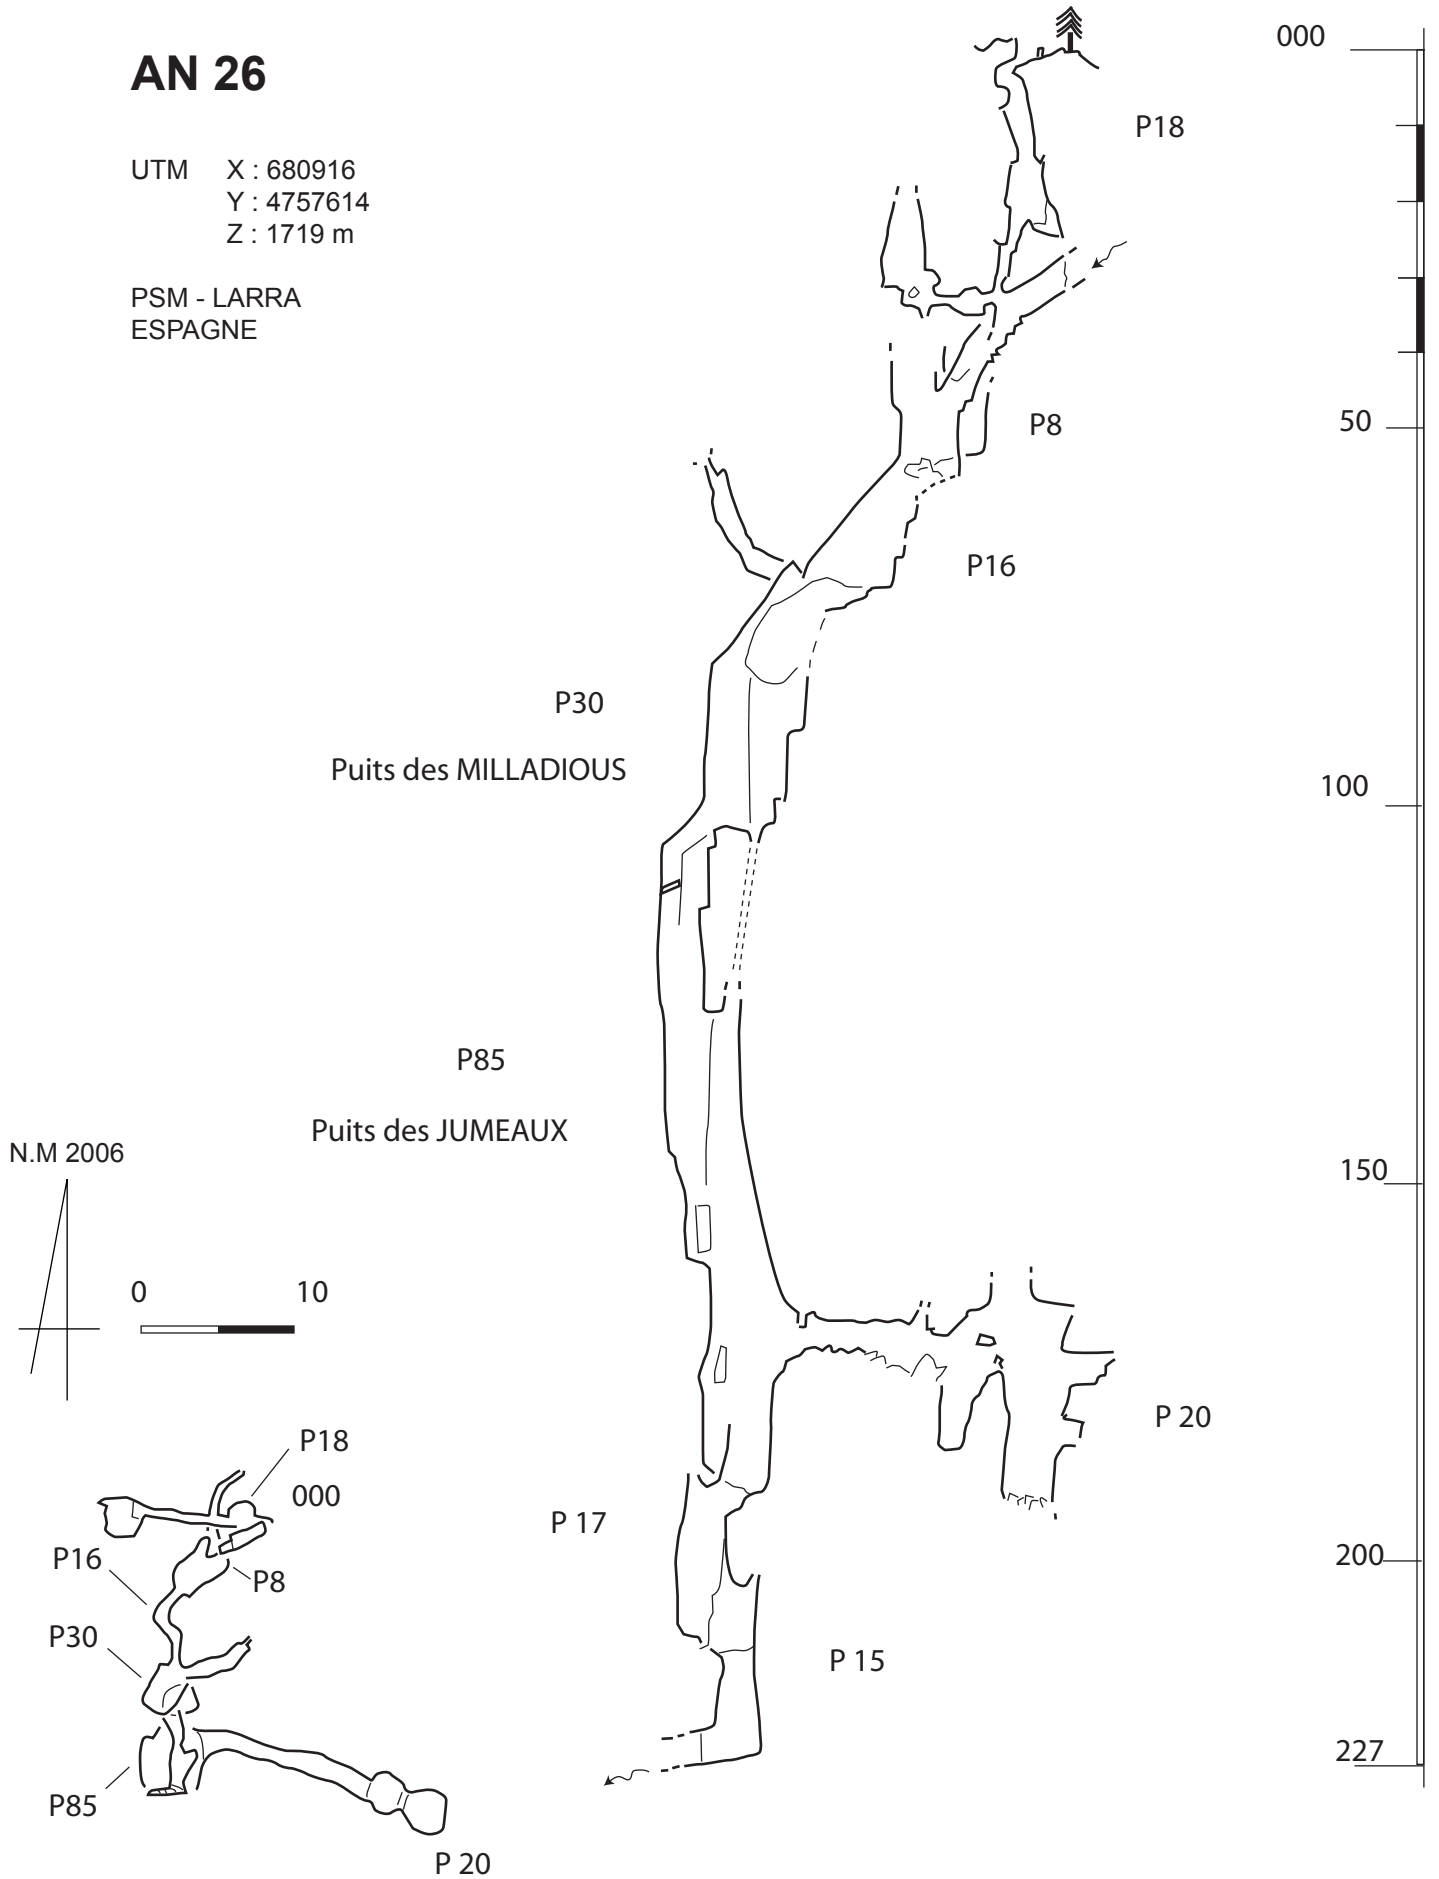 AN 26
UTM X : 680916
Y : 4757614
Z : 1719 m
PSM - LARRA
ESPAGNE
000
P18
50
P8
P16
P30
Puits des MILLADIOUS
100
P85
Puits des JUMEAUX
150
P 20
P 17
200
P 15
227
N.M 2006
0 10
P18
000
P16
P8
P30
P85
P 20